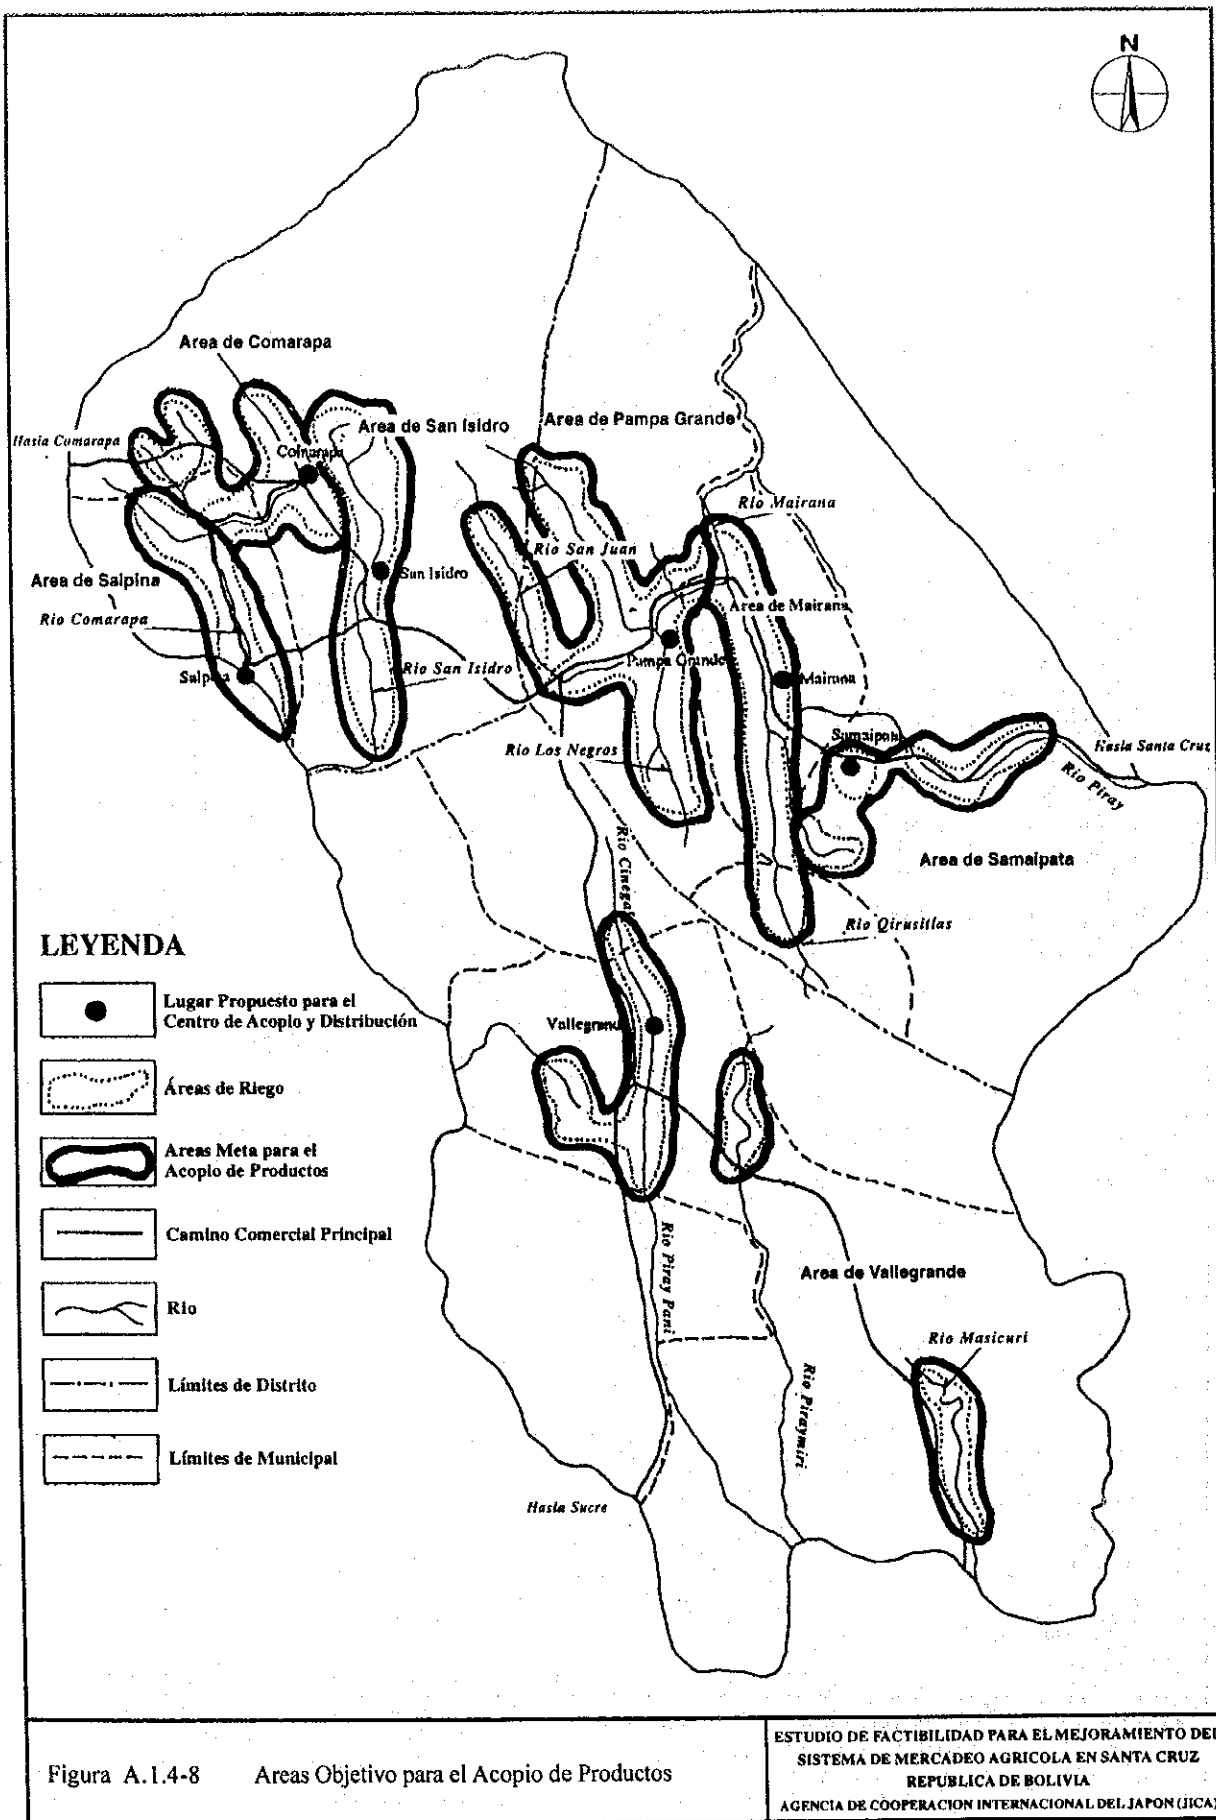 N
Area de Comarapa
Area de San Isidro
Area de Pampa Grande
Hasia Comarapa
Comarapa
Rio Mairana
Rio San Juan
Area de Salpina
San Isidro
Area de Mairana
Rio Comarapa
Pampa Grande
Rio San Isidro
Salpina
Mairana
Samaipata
Rio Los Negros
Hasia Santa Cruz
Rio Piray
Rio Cinegas
Area de Samaipata
Rio Qirusitlas
LEYENDA
Lugar Propuesto para el
Centro de Acopio y Distribución
Vallegrande
Áreas de Riego
Areas Meta para el
Acopio de Productos
Camino Comercial Principal
Rio Piray Pani
Area de Vallegrande
Rio
Rio Masicuri
Límites de Distrito
Rio Piraymiri
Límites de Municipal
Hasia Sucre
Figura A.1.4-8 Areas Objetivo para el Acopio de Productos
ESTUDIO DE FACTIBILIDAD PARA EL MEJORAMIENTO DEL
SISTEMA DE MERCADEO AGRICOLA EN SANTA CRUZ
REPUBLICA DE BOLIVIA
AGENCIA DE COOPERACION INTERNACIONAL DEL JAPON (JICA)